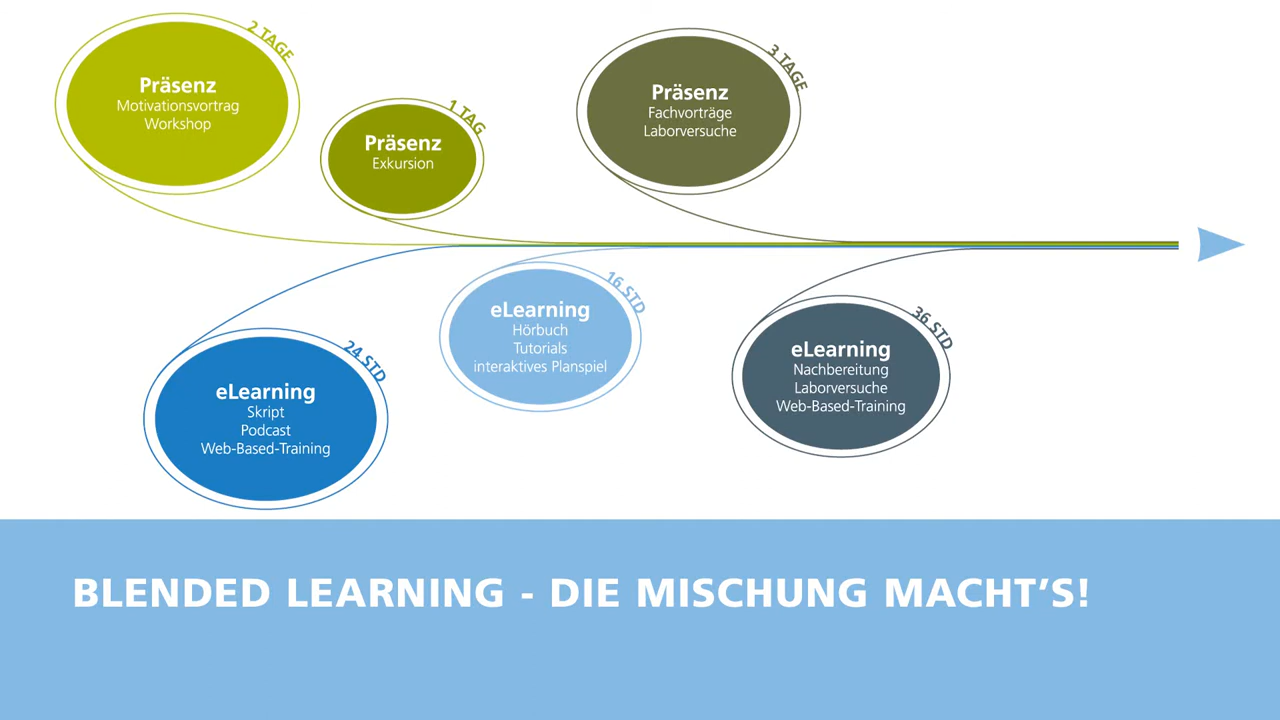 2 TAGE
Präsenz
Motivationsvortrag
Workshop
1 TAG
Präsenz
Exkursion
3 TAGE
Präsenz
Fachvorträge
Laborversuche
24 STD
eLearning
Skript
Podcast
Web-Based-Training
16 STD
eLearning
Hörbuch
Tutorials
interaktives Planspiel
36 STD
eLearning
Nachbereitung
Laborversuche
Web-Based-Training
BLENDED LEARNING - DIE MISCHUNG MACHT’S!